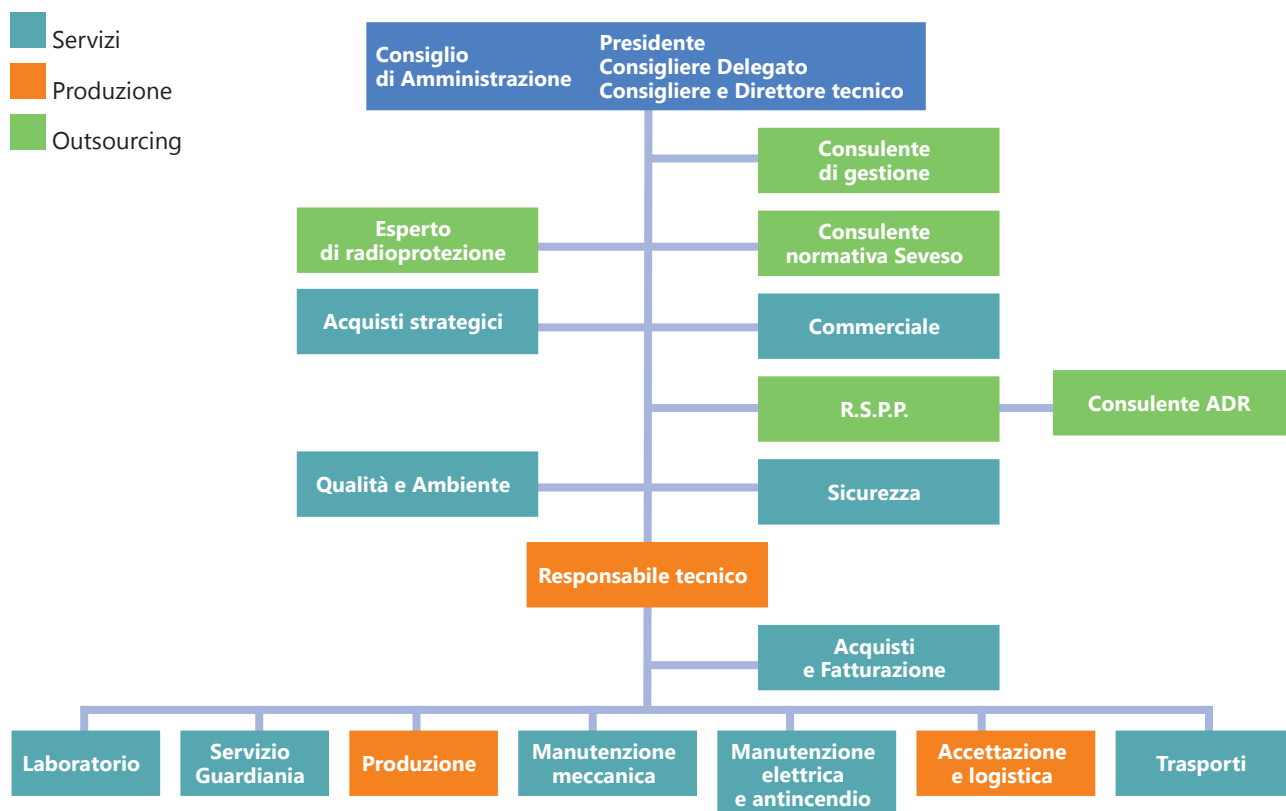 Servizi
Produzione
Outsourcing
Consiglio
di Amministrazione
Presidente
Consigliere Delegato
Consigliere e Direttore tecnico
Consulente
di gestione
Esperto
di radioprotezione
Consulente
normativa Seveso
Acquisti strategici
Commerciale
R.S.P.P.
Consulente ADR
Qualità e Ambiente
Sicurezza
Responsabile tecnico
Acquisti
e Fatturazione
Laboratorio
Servizio
Guardiania
Produzione
Manutenzione
meccanica
Manutenzione
elettrica
e antincendio
Accettazione
e logistica
Trasporti